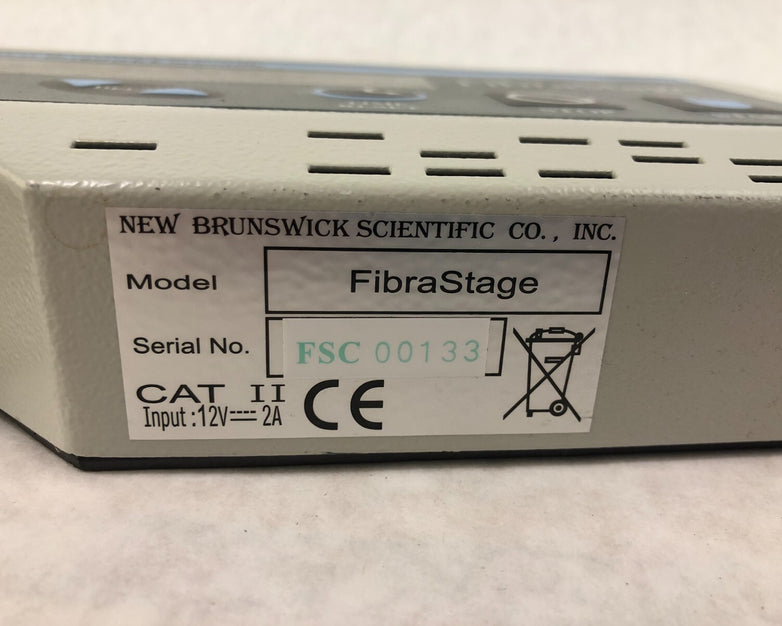 NEW BRUNSWICK SCIENTIFIC CO., INC.
Model FibraStage
Serial No. FSC 00133
CAT II
Input :12V⎓ 2A
CE